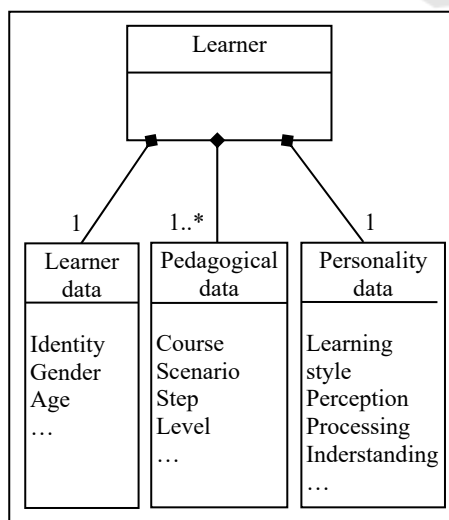 Learner
1
1..*
1
Learner
data
Identity
Gender
Age
…
Pedagogical
data
Course
Scenario
Step
Level
…
Personality
data
Learning
style
Perception
Processing
Inderstanding
…